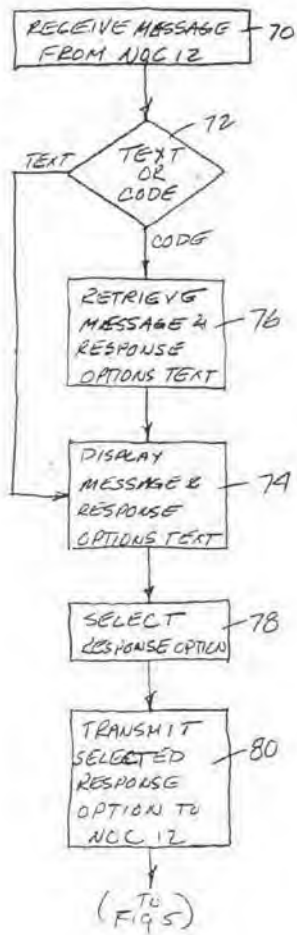 RECEIVE MESSAGE
FROM NOC 12
70
72
TEXT
TEXT
OR
CODE
CODE
RETRIEVE
MESSAGE &
RESPONSE
OPTIONS TEXT
76
DISPLAY
MESSAGE &
RESPONSE
OPTIONS TEXT
74
SELECT
RESPONSE OPTION
78
TRANSMIT
SELECTED
RESPONSE
OPTION TO
NOC 12
80
(TO
FIG 5)